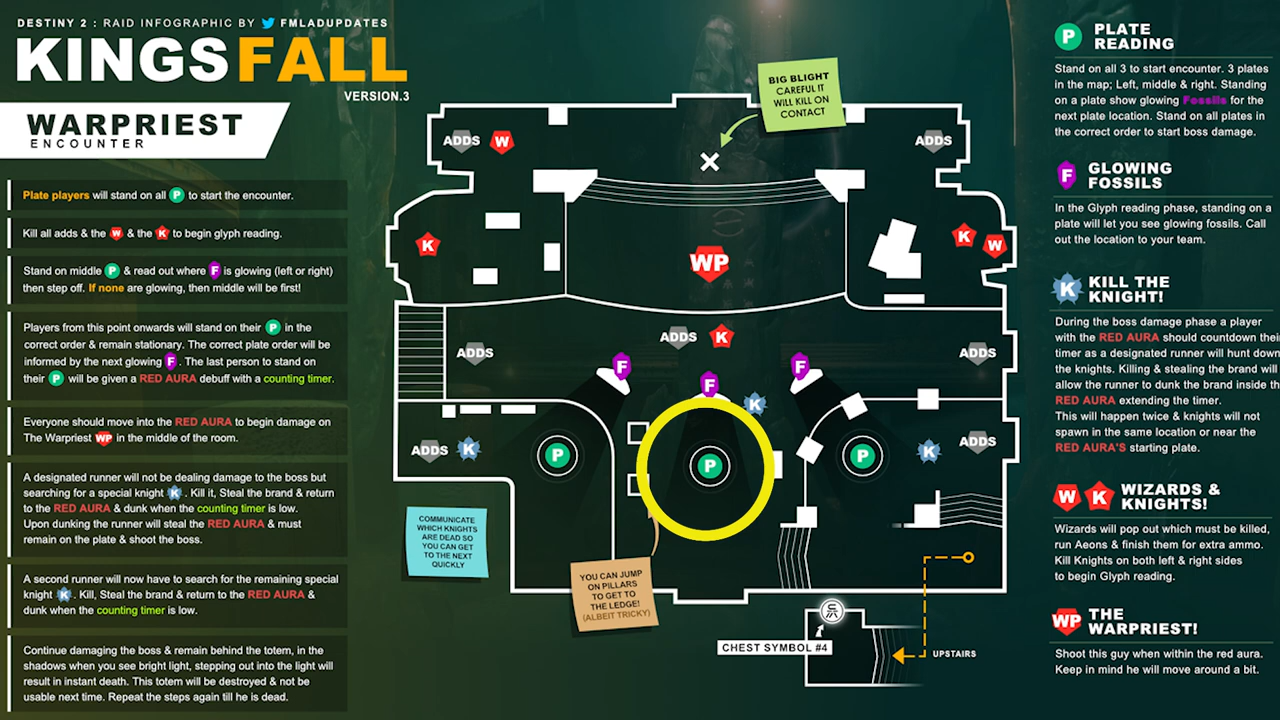 DESTINY 2 : RAID INFOGRAPHIC BY FMLADUPDATES
KINGSFALL
VERSION.3
WARPRIEST
ENCOUNTER
Plate players will stand on all P to start the encounter.
Kill all adds & the W & the K to begin glyph reading.
Stand on middle P & read out where F is glowing (left or right)
then step off. If none are glowing, then middle will be first!
Players from this point onwards will stand on their P in the
correct order & remain stationary. The correct plate order will be
informed by the next glowing F. The last person to stand on
their P will be given a RED AURA debuff with a counting timer.
Everyone should move into the RED AURA to begin damage on
The Warpriest WP in the middle of the room.
A designated runner will not be dealing damage to the boss but
searching for a special knight K. Kill it, Steal the brand & return
to the RED AURA & dunk when the counting timer is low.
Upon dunking the runner will steal the RED AURA & must
remain on the plate & shoot the boss.
A second runner will now have to search for the remaining special
knight K. Kill, Steal the brand & return to the RED AURA &
dunk when the counting timer is low.
Continue damaging the boss & remain behind the totem, in the
shadows when you see bright light, stepping out into the light will
result in instant death. This totem will be destroyed & not be
usable next time. Repeat the steps again till he is dead.
BIG BLIGHT
CAREFUL IT
WILL KILL ON
CONTACT
ADDS W
ADDS
K
WP
K W
ADDS K
ADDS
ADDS
F
F
F
K
ADDS K
P
P
P
K ADDS
COMMUNICATE
WHICH KNIGHTS
ARE DEAD SO
YOU CAN GET
TO THE NEXT
QUICKLY
YOU CAN JUMP
ON PILLARS
TO GET TO
THE LEDGE!
(ALBEIT TRICKY)
CHEST SYMBOL #4
UPSTAIRS
P PLATE
READING
Stand on all 3 to start encounter. 3 plates
in the map; Left, middle & right. Standing
on a plate show glowing Fossils for the
next plate location. Stand on all plates in
the correct order to start boss damage.
F GLOWING
FOSSILS
In the Glyph reading phase, standing on a
plate will let you see glowing fossils. Call
out the location to your team.
K KILL THE
KNIGHT!
During the boss damage phase a player
with the RED AURA should countdown their
timer as a designated runner will hunt down
the knights. Killing & stealing the brand will
allow the runner to dunk the brand inside th
RED AURA extending the timer.
This will happen twice & knights will not
spawn in the same location or near the
RED AURA'S starting plate.
W K WIZARDS &
KNIGHTS!
Wizards will pop out which must be killed,
run Aeons & finish them for extra ammo.
Kill Knights on both left & right sides
to begin Glyph reading.
WP THE
WARPRIEST!
Shoot this guy when within the red aura.
Keep in mind he will move around a bit.